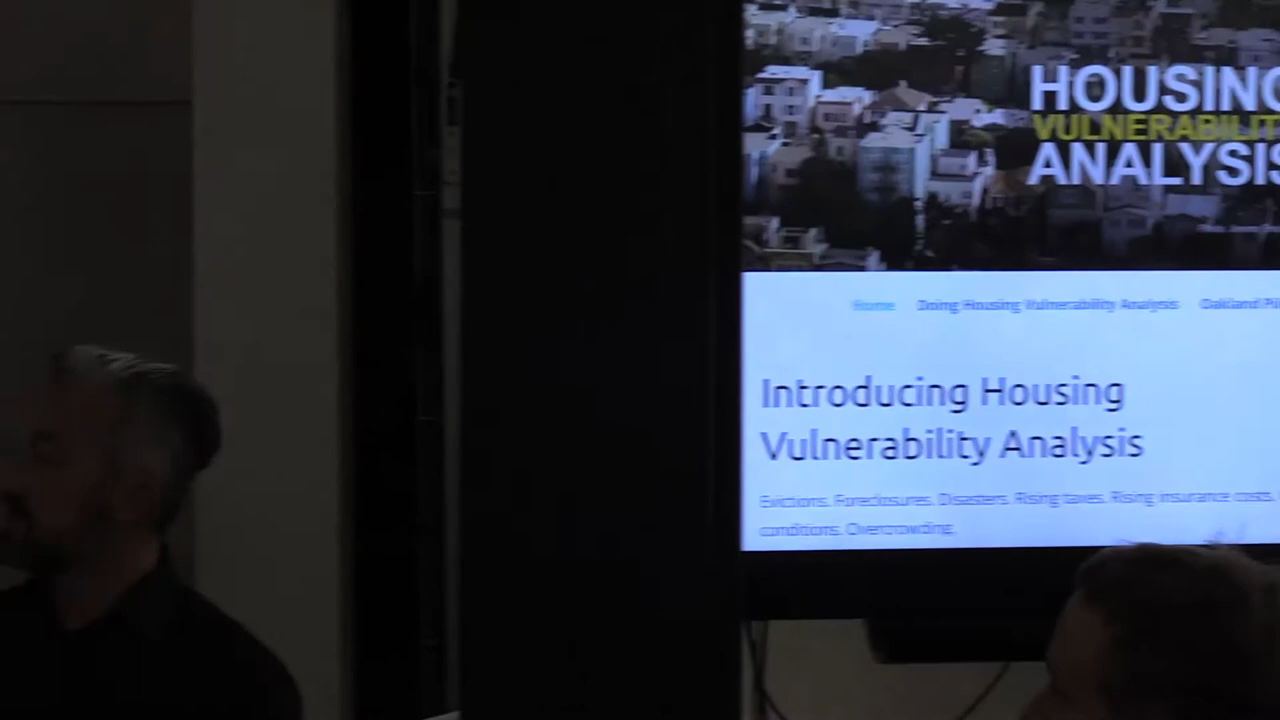 HOUSING
VULNERABILIT
ANALYSIS
Home Doing Housing Vulnerability Analysis Oakland
Introducing Housing
Vulnerability Analysis
Evictions. Foreclosures. Disasters. Rising taxes. Rising insurance costs.
conditions. Overcrowding.